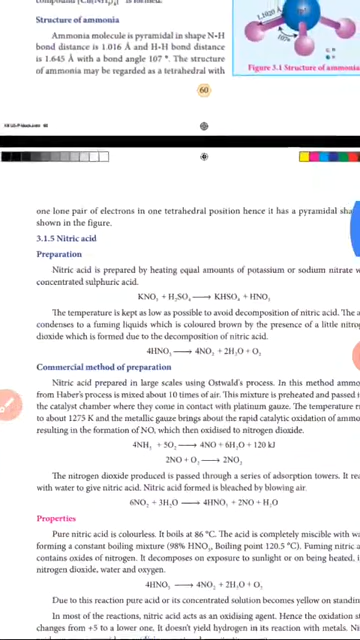 Structure of ammonia
Ammonia molecule is pyramidal in shape N-H
bond distance is 1.016 Å and H-H bond distance
is 1.645 Å with a bond angle 107 °. The structure
of ammonia may be regarded as a tetrahedral with
107°
Figure 3.1 Structure of ammonia
60
one lone pair of electrons in one tetrahedral position hence it has a pyramidal
shown in the figure.
3.1.5 Nitric acid
Preparation
Nitric acid is prepared by heating equal amounts of potassium or sodium nitrate
concentrated sulphuric acid.
KNO₃ + H₂SO₄ ⟶ KHSO₄ + HNO₃
The temperature is kept as low as possible to avoid decomposition of nitric acid. The
condenses to a fuming liquids which is coloured brown by the presence of a little
dioxide which is formed due to the decomposition of nitric acid.
4HNO₃ ⟶ 4NO₂ + 2H₂O + O₂
Commercial method of preparation
Nitric acid prepared in large scales using Ostwald's process. In this method
from Haber's process is mixed about 10 times of air. This mixture is preheated and passed
the catalyst chamber where they come in contact with platinum gauze. The temperature
to about 1275 K and the metallic gauze brings about the rapid catalytic oxidation of
resulting in the formation of NO, which then oxidised to nitrogen dioxide.
4NH₃ + 5O₂ ⟶ 4NO + 6H₂O + 120 kJ
2NO + O₂ ⟶ 2NO₂
The nitrogen dioxide produced is passed through a series of adsorption towers. It
with water to give nitric acid. Nitric acid formed is bleached by blowing air.
6NO₂ + 3H₂O ⟶ 4HNO₃ + 2NO + H₂O
Properties
Pure nitric acid is colourless. It boils at 86 °C. The acid is completely miscible with
forming a constant boiling mixture (98% HNO₃, Boiling point 120.5 °C). Fuming nitric
contains oxides of nitrogen. It decomposes on exposure to sunlight or on being heated,
nitrogen dioxide, water and oxygen.
4HNO₃ ⟶ 4NO₂ + 2H₂O + O₂
Due to this reaction pure acid or its concentrated solution becomes yellow on
In most of the reactions, nitric acid acts as an oxidising agent. Hence the oxidation
changes from +5 to a lower one. It doesn't yield hydrogen in its reaction with metals.